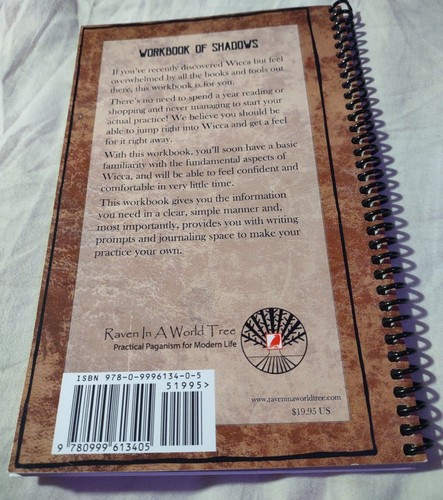 WORKBOOK OF SHADOWS
If you've recently discovered Wicca but feel
overwhelmed by all the books and tools out
there, this workbook is for you.
There's no need to spend a year reading or
shopping and never managing to start your
actual practice! We believe you should be
able to jump right into Wicca and get a feel
for it right away.
With this workbook, you'll soon have a basic
familiarity with the fundamental aspects of
Wicca, and will be able to feel confident and
comfortable in very little time.
This workbook gives you the information
you need in a clear, simple manner and,
most importantly, provides you with writing
prompts and journaling space to make your
practice your own.
Raven In A World Tree
Practical Paganism for Modern Life
ISBN 978-0-9996134-0-5
51995>
9 780999 613405
www.raveninaworldtree.com
$19.95 US